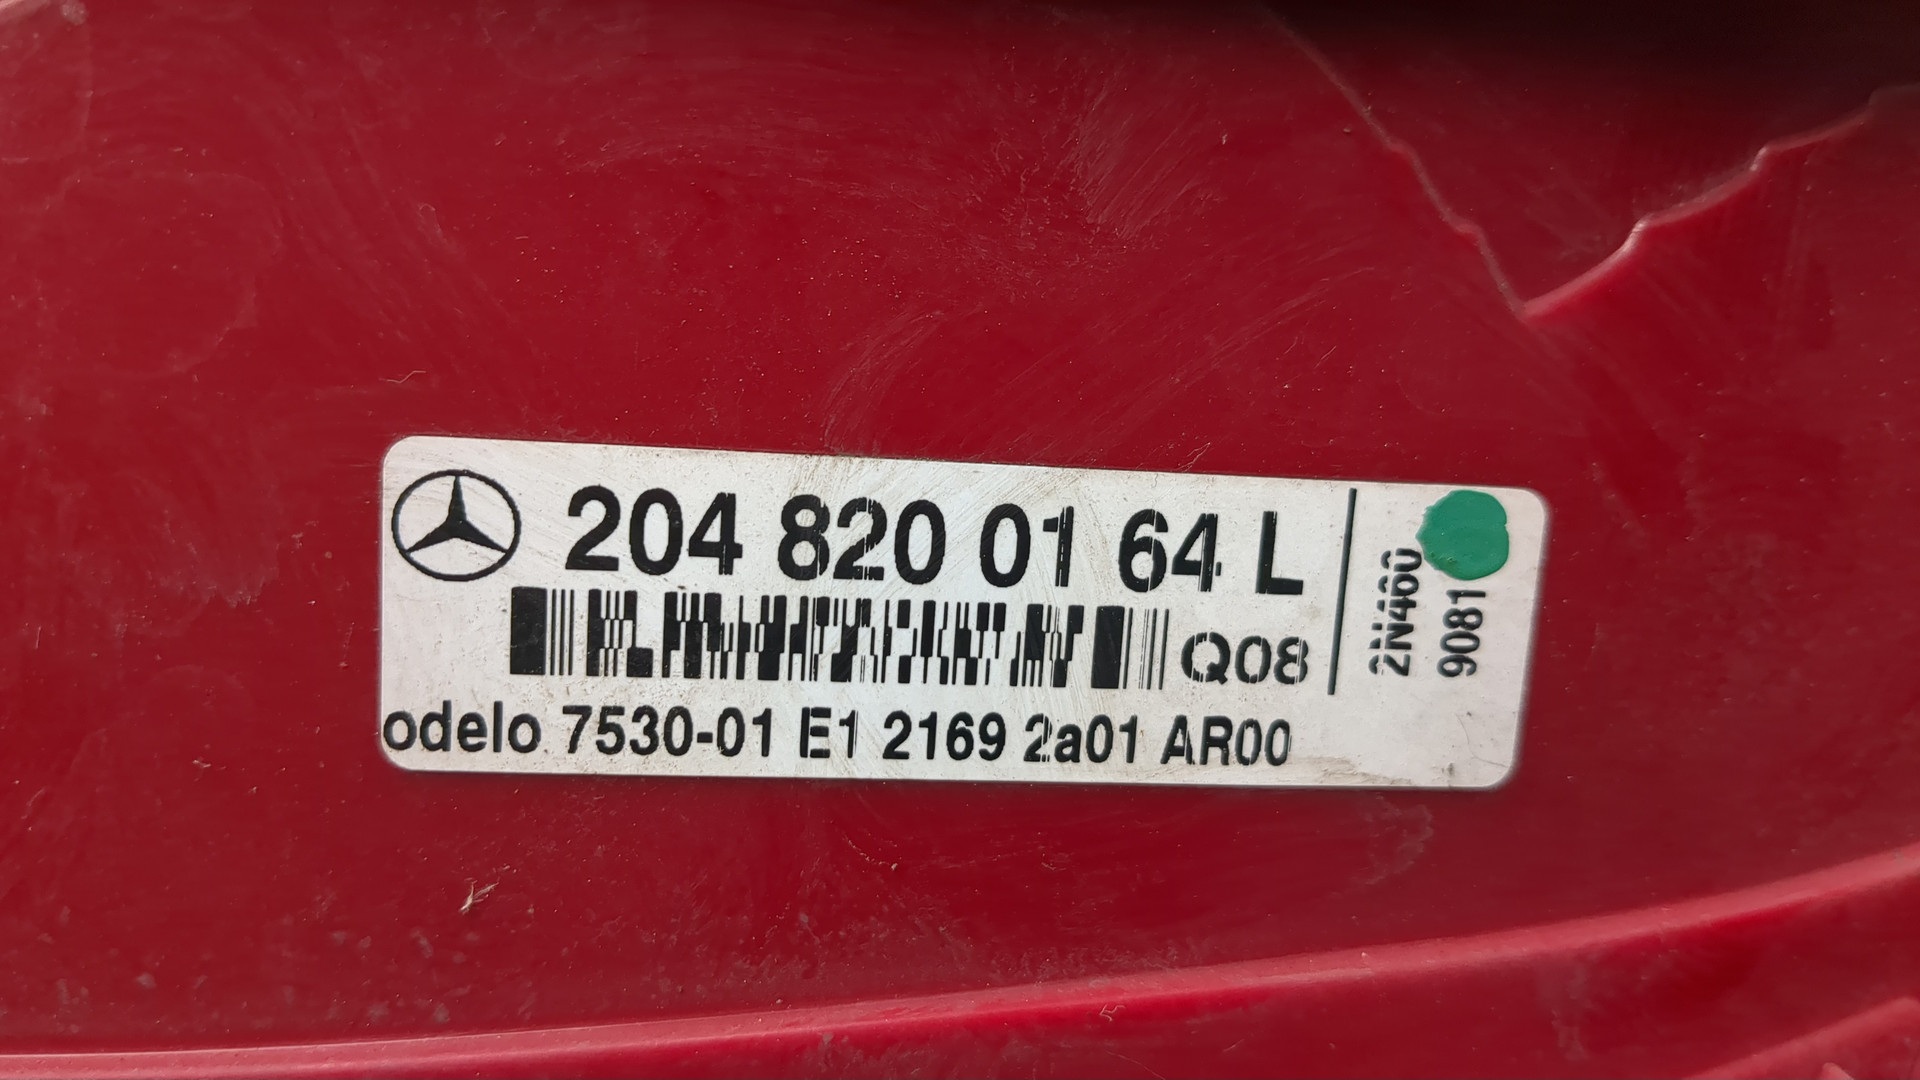 204 820 01 64 L
Q08
odelo 7530-01 E1 2169 2a01 AR00
2N460
9081